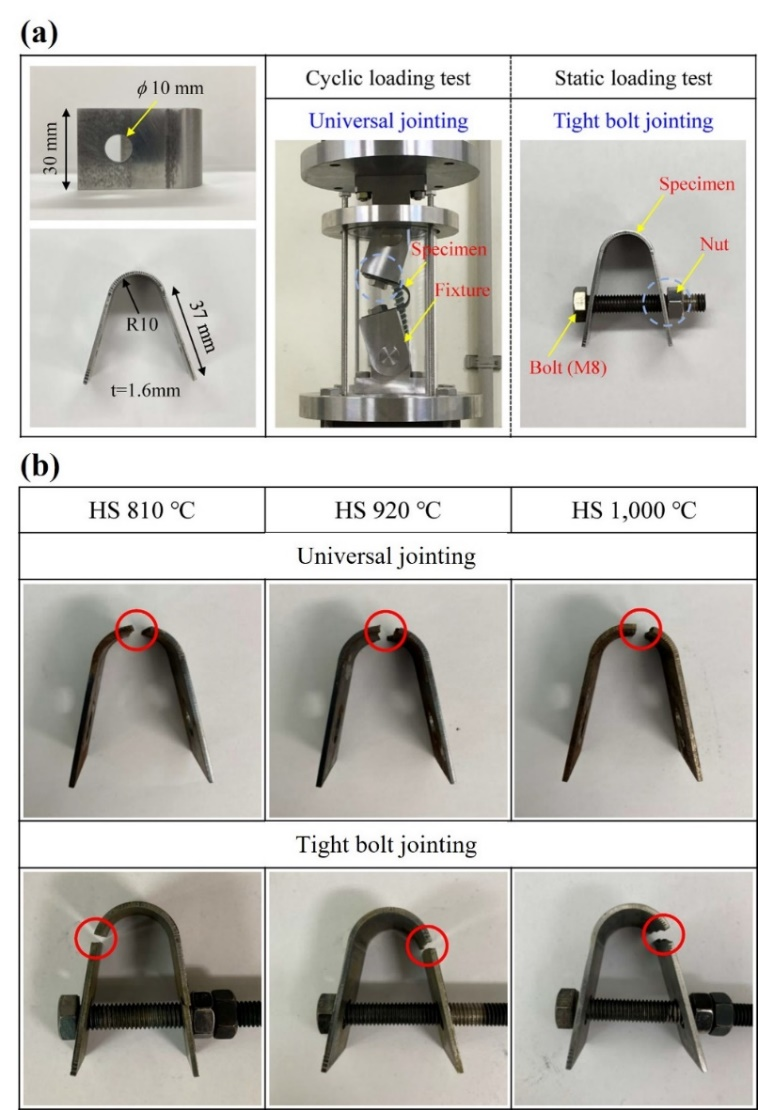 (a)
ϕ 10 mm
30 mm
R10
37 mm
t=1.6mm
Cyclic loading test
Universal jointing
Specimen
Fixture
Static loading test
Tight bolt jointing
Specimen
Nut
Bolt (M8)
(b)
HS 810 ℃
HS 920 ℃
HS 1,000 ℃
Universal jointing
Tight bolt jointing